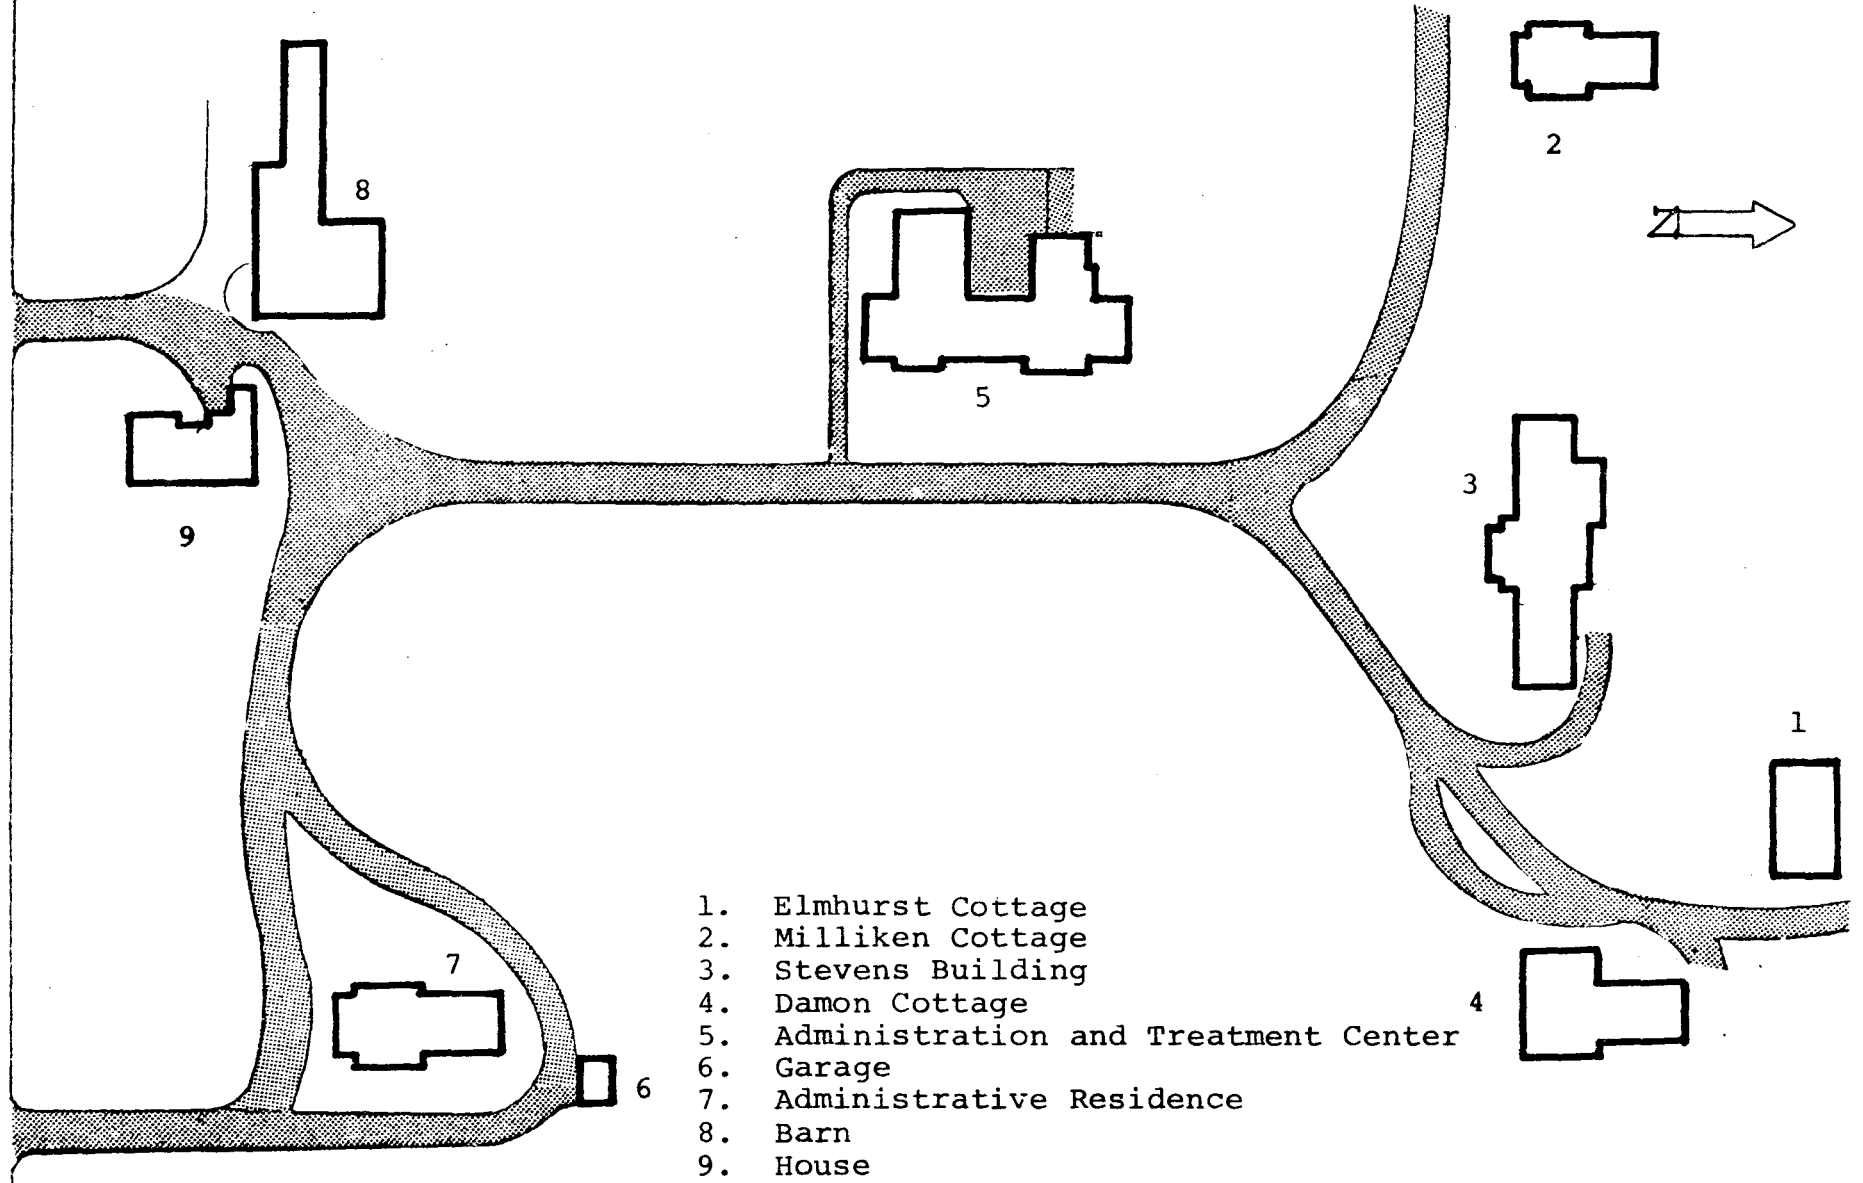 2
8
N
5
3
9
1
7
4
6
1. Elmhurst Cottage
2. Milliken Cottage
3. Stevens Building
4. Damon Cottage
5. Administration and Treatment Center
6. Garage
7. Administrative Residence
8. Barn
9. House